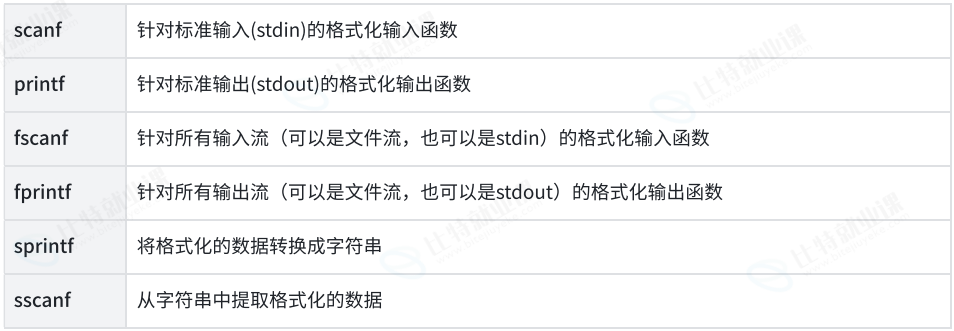 scanf 针对标准输入(stdin)的格式化输入函数
printf 针对标准输出(stdout)的格式化输出函数
fscanf 针对所有输入流（可以是文件流，也可以是stdin）的格式化输入函数
fprintf 针对所有输出流（可以是文件流，也可以是stdout）的格式化输出函数
sprintf 将格式化的数据转换成字符串
sscanf 从字符串中提取格式化的数据
比特就业课